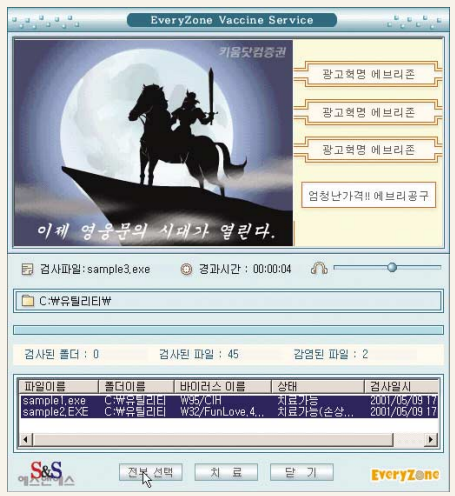 EveryZone Vaccine Service
키움닷컴증권
광고혁명 에브리존
광고혁명 에브리존
광고혁명 에브리존
엄청난가격!! 에브리공구
이제 영웅문의 시대가 열린다.
검사파일: sample3.exe 경과시간 : 00:00:04
C:₩유틸리티₩
검사된 폴더 : 0 검사된 파일 : 45 감염된 파일 : 2
파일이름 폴더이름 바이러스 이름 상태 검사일시
sample1.exe C:₩유틸리티 W95/CIH 치료가능 2001/05/09 17
sample2.EXE C:₩유틸리티 W32/FunLove.4... 치료가능(손상... 2001/05/09 17
S&S
에스앤에스
전부 선택 치 료 닫 기 EveryZone